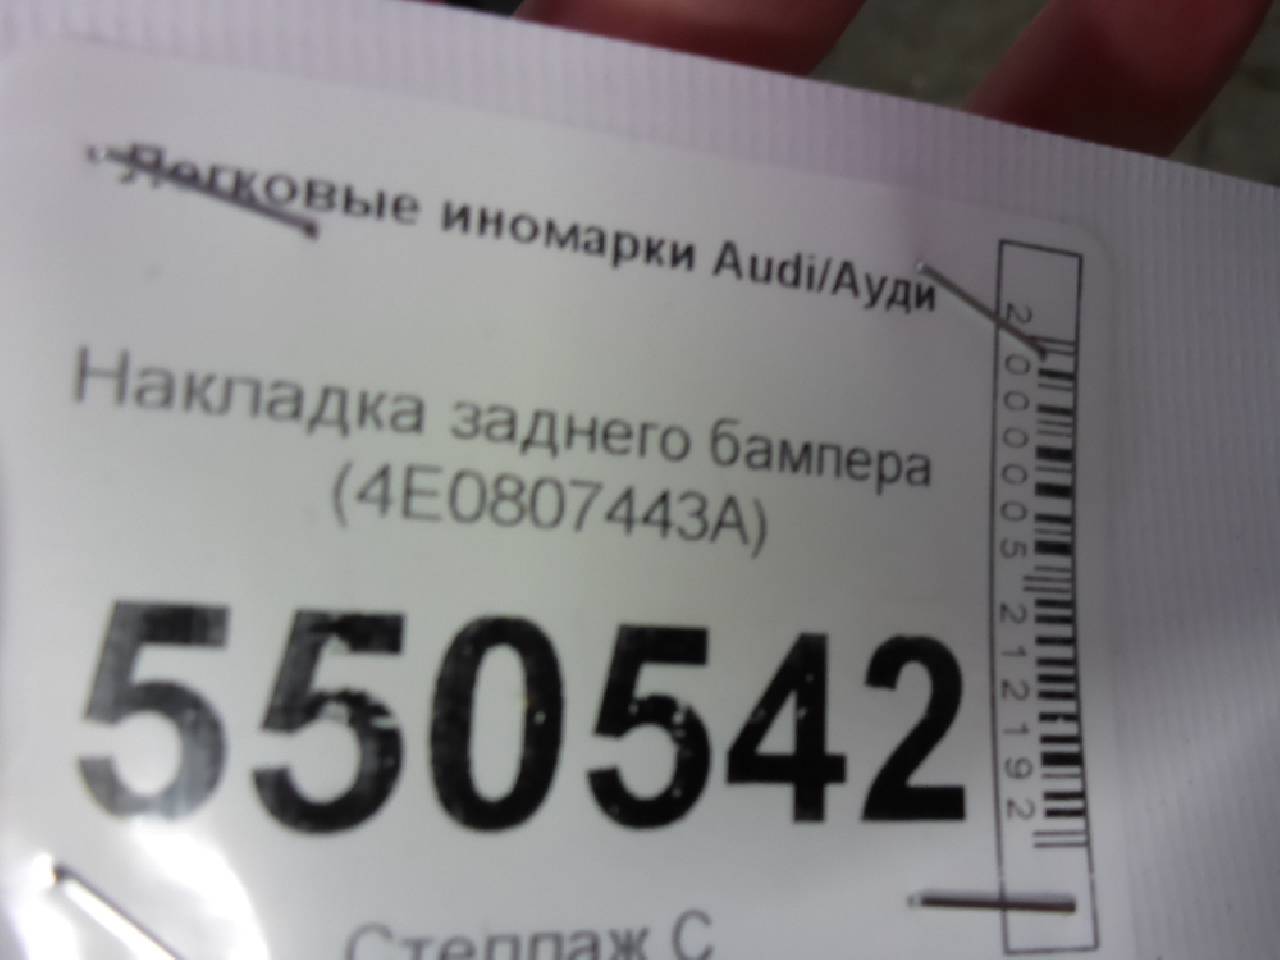 Легковые иномарки Audi/Ауди
Накладка заднего бампера
(4E0807443A)
550542
Стеллаж С
2000005212192